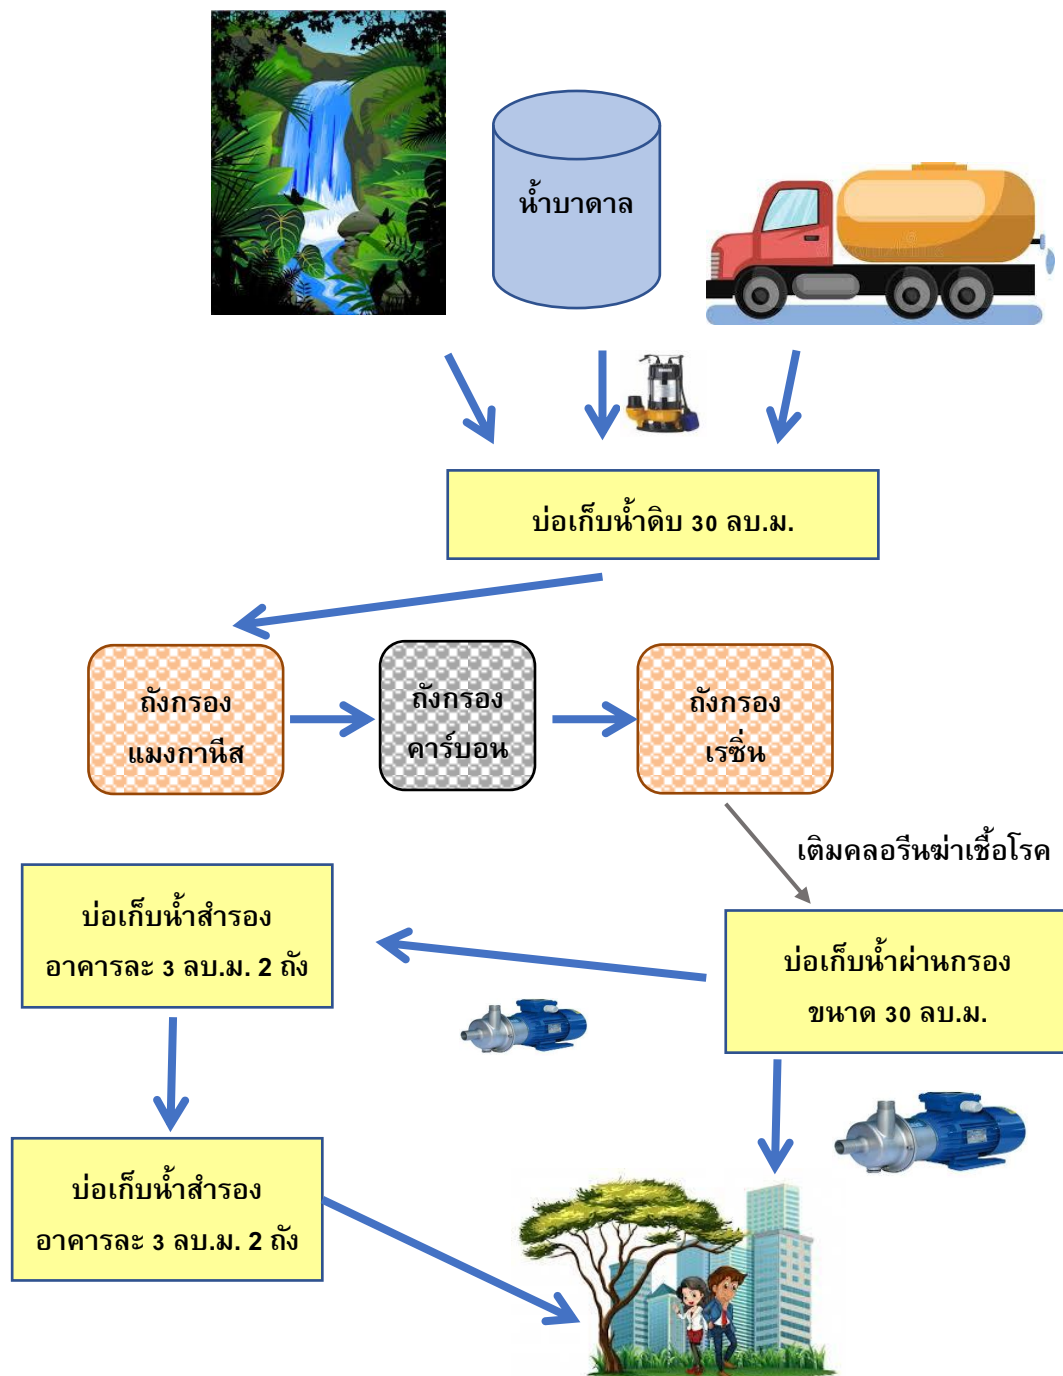 น้ำบาดาล
บ่อเก็บน้ำดิบ 30 ลบ.ม.
ถังกรอง
แมงกานีส
ถังกรอง
คาร์บอน
ถังกรอง
เรซิ่น
เติมคลอรีนฆ่าเชื้อโรค
บ่อเก็บน้ำสำรอง
อาคารละ 3 ลบ.ม. 2 ถัง
บ่อเก็บน้ำผ่านกรอง
ขนาด 30 ลบ.ม.
บ่อเก็บน้ำสำรอง
อาคารละ 3 ลบ.ม. 2 ถัง